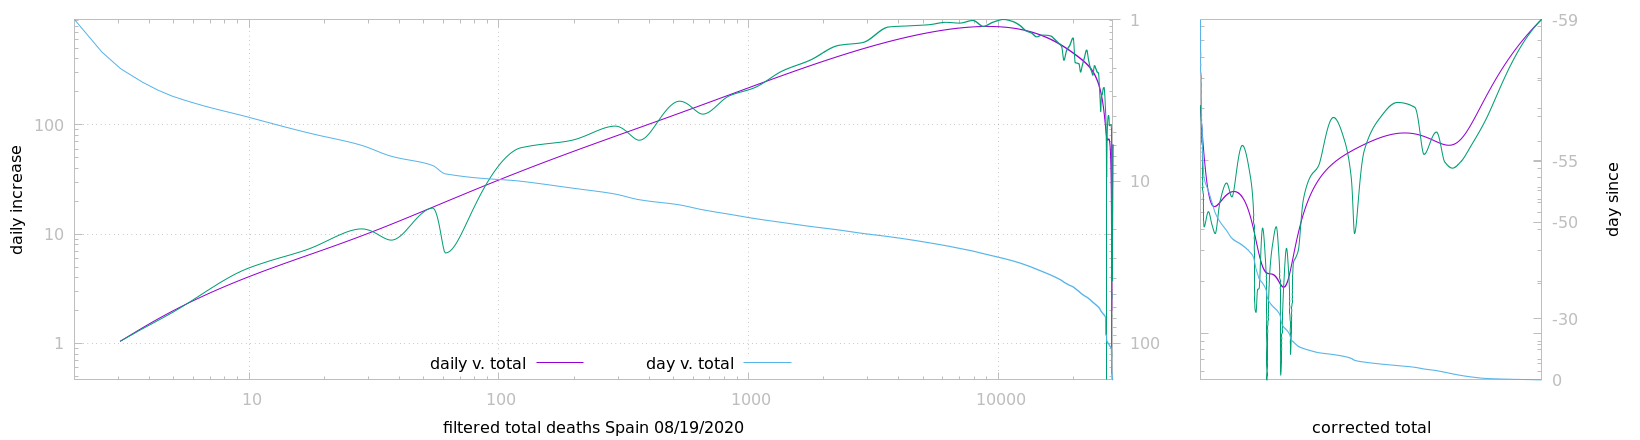 1
-59
100
daily increase
-55
10
-50
day since
10
-30
1
daily v. total
day v. total
100
0
10
100
1000
10000
filtered total deaths Spain 08/19/2020
corrected total